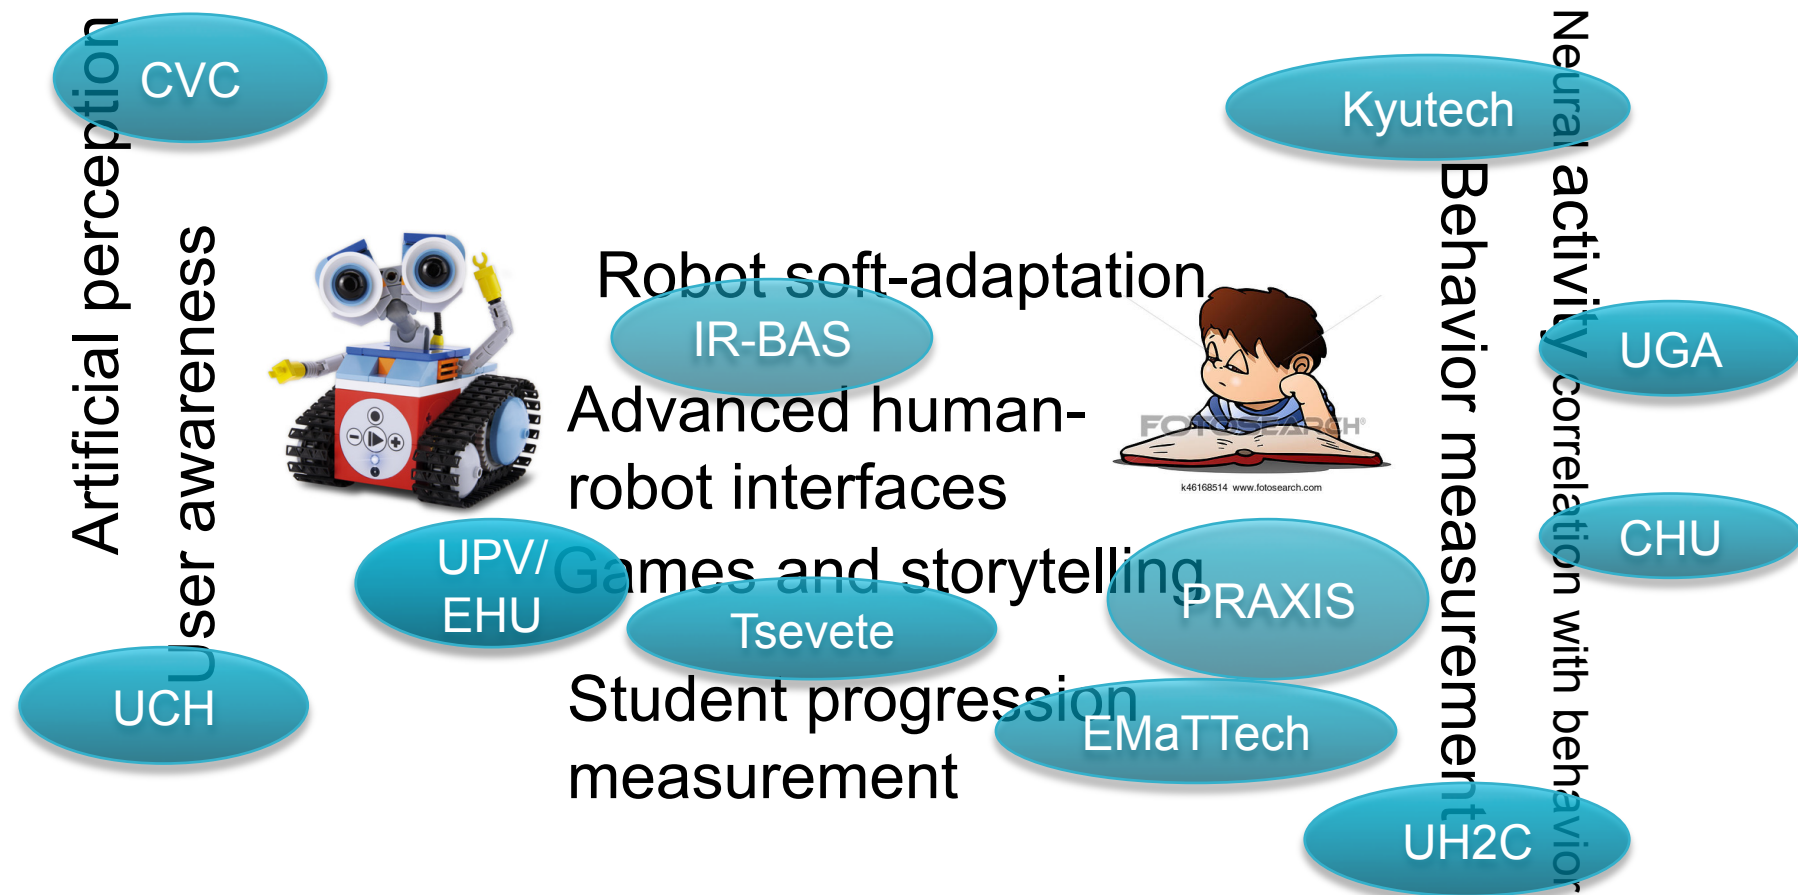 CVC
Artificial perception
User awareness
UCH
Robot soft-adaptation
IR-BAS
Advanced human-
robot interfaces
UPV/
EHU
Games and storytelling
Tsevete
PRAXIS
Student progression
measurement
EMaTTech
FOTOSEARCH®
k46168514 www.fotosearch.com
Kyutech
Behavior measurement
Neural activity correlation with behavior
UGA
CHU
UH2C